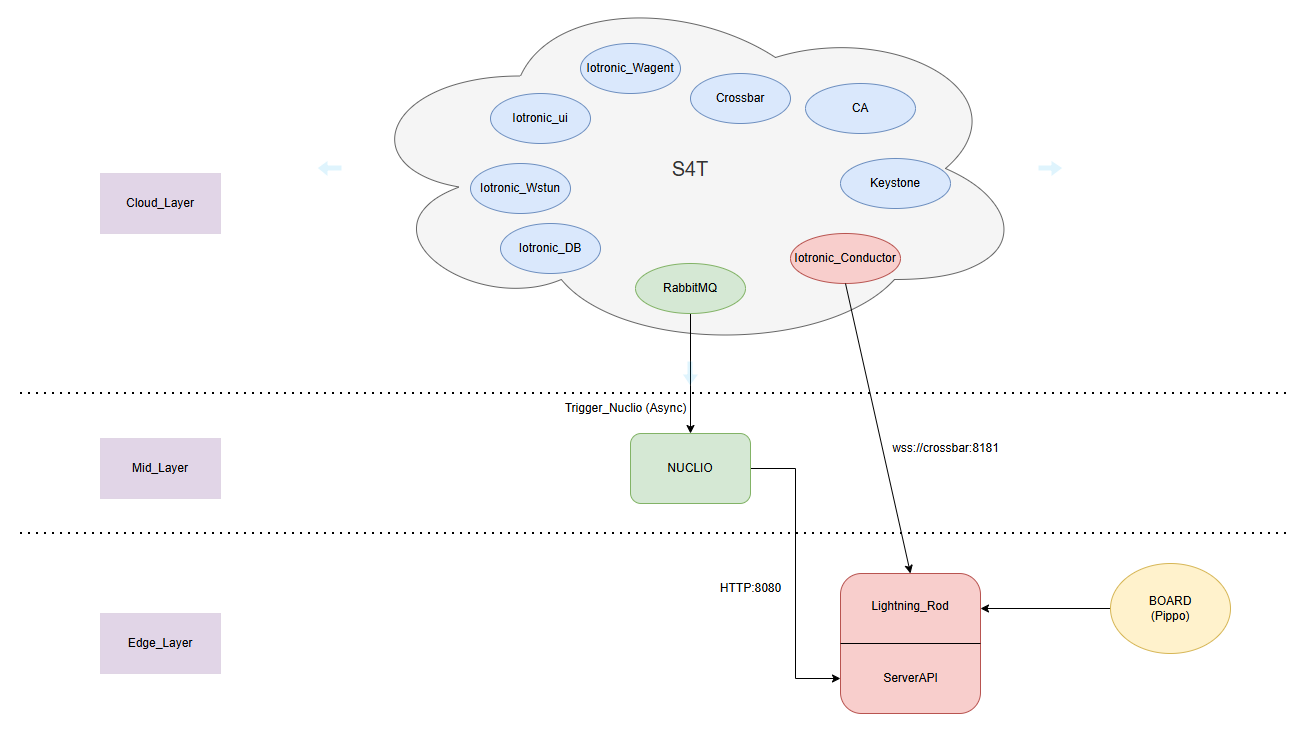 Iotronic_Wagent
Crossbar
CA
Iotronic_ui
S4T
Keystone
Iotronic_Wstun
Cloud_Layer
Iotronic_DB
Iotronic_Conductor
RabbitMQ
Trigger_Nuclio (Async)
wss://crossbar:8181
Mid_Layer
NUCLIO
HTTP:8080
Lightning_Rod
BOARD
(Pippo)
Edge_Layer
ServerAPI